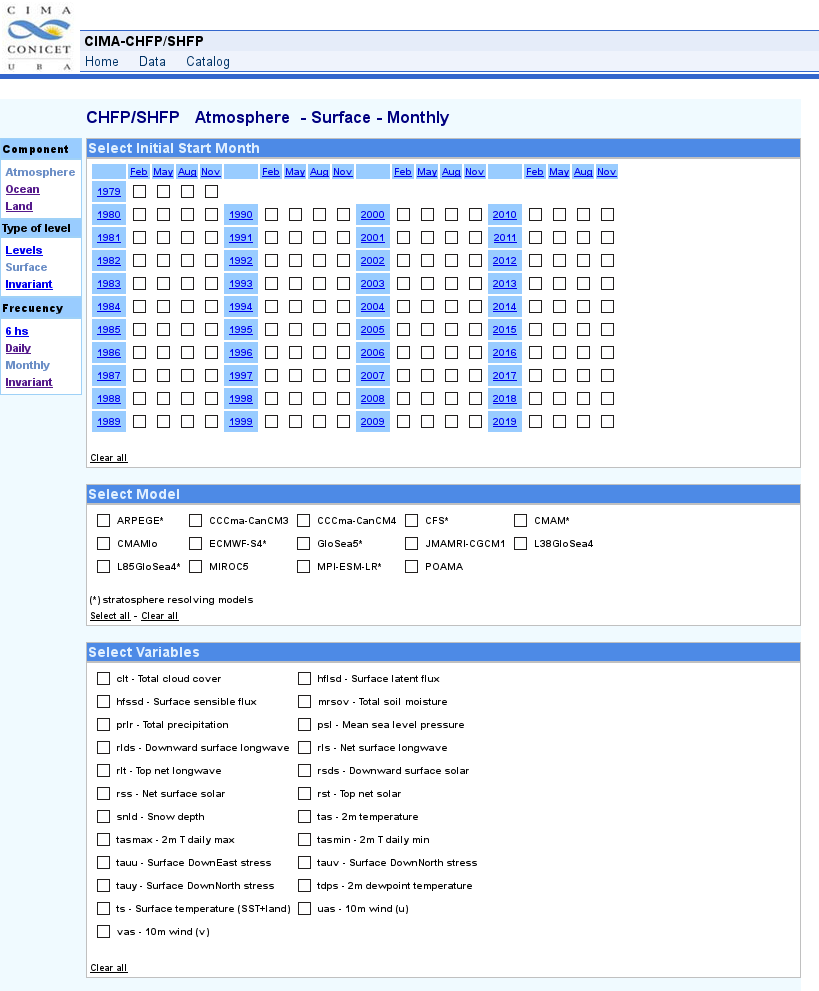 C I M A
CONICET
U B A
CIMA-CHFP/SHFP
Home Data Catalog
CHFP/SHFP Atmosphere - Surface - Monthly
Component
Atmosphere
Ocean
Land
Type of level
Levels
Surface
Invariant
Frecuency
6 hs
Daily
Monthly
Invariant
Select Initial Start Month
Feb May Aug Nov Feb May Aug Nov Feb May Aug Nov Feb May Aug Nov
1979
1980 1990 2000 2010
1981 1991 2001 2011
1982 1992 2002 2012
1983 1993 2003 2013
1984 1994 2004 2014
1985 1995 2005 2015
1986 1996 2006 2016
1987 1997 2007 2017
1988 1998 2008 2018
1989 1999 2009 2019
Clear all
Select Model
ARPEGE* CCCma-CanCM3 CCCma-CanCM4 CFS* CMAM*
CMAMlo ECMWF-S4* GloSea5* JMAMRI-CGCM1 L38GloSea4
L85GloSea4* MIROC5 MPI-ESM-LR* POAMA
(*) stratosphere resolving models
Select all - Clear all
Select Variables
clt - Total cloud cover hflsd - Surface latent flux
hfssd - Surface sensible flux mrsov - Total soil moisture
prlr - Total precipitation psl - Mean sea level pressure
rlds - Downward surface longwave rls - Net surface longwave
rlt - Top net longwave rsds - Downward surface solar
rss - Net surface solar rst - Top net solar
snld - Snow depth tas - 2m temperature
tasmax - 2m T daily max tasmin - 2m T daily min
tauu - Surface DownEast stress tauv - Surface DownNorth stress
tauy - Surface DownNorth stress tdps - 2m dewpoint temperature
ts - Surface temperature (SST+land) uas - 10m wind (u)
vas - 10m wind (v)
Clear all